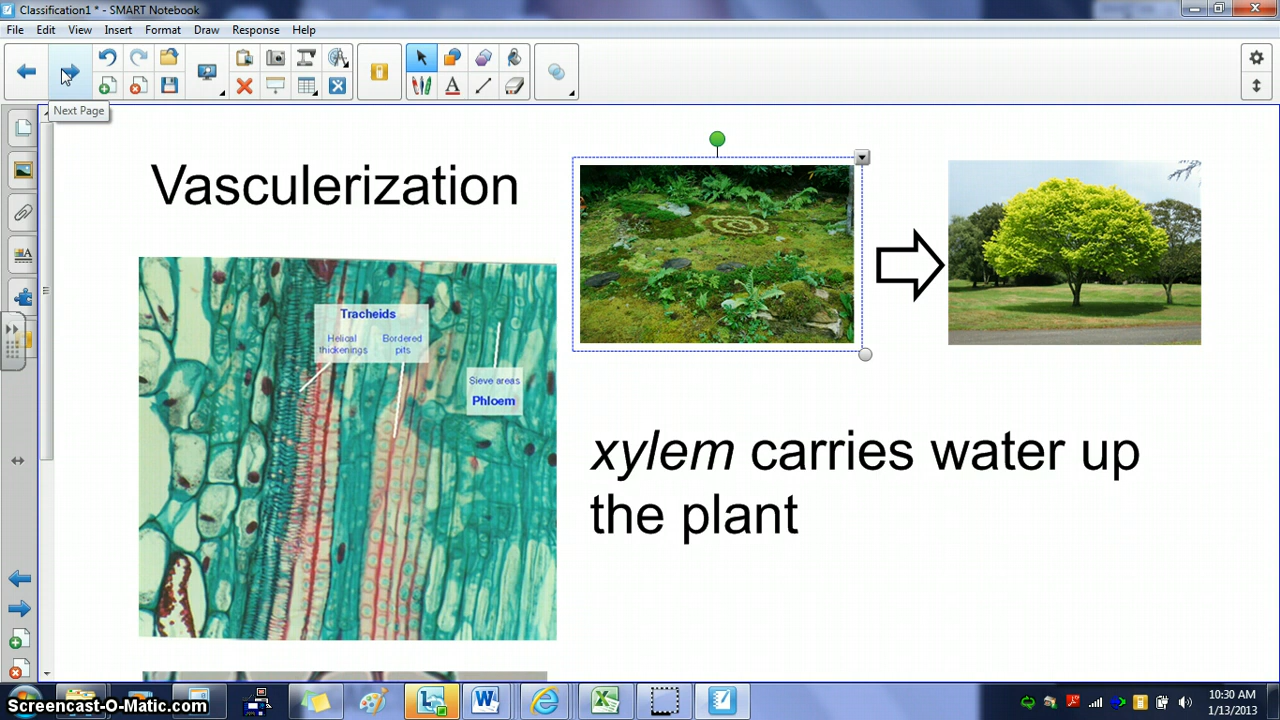 Classification1 * - SMART Notebook
File Edit View Insert Format Draw Response Help
Next Page
Vasculerization
Tracheids
Helical Bordered
thickenings pits
Sieve areas
Phloem
xylem carries water up
the plant
10:30 AM
1/13/2013
Screencast-O-Matic.com